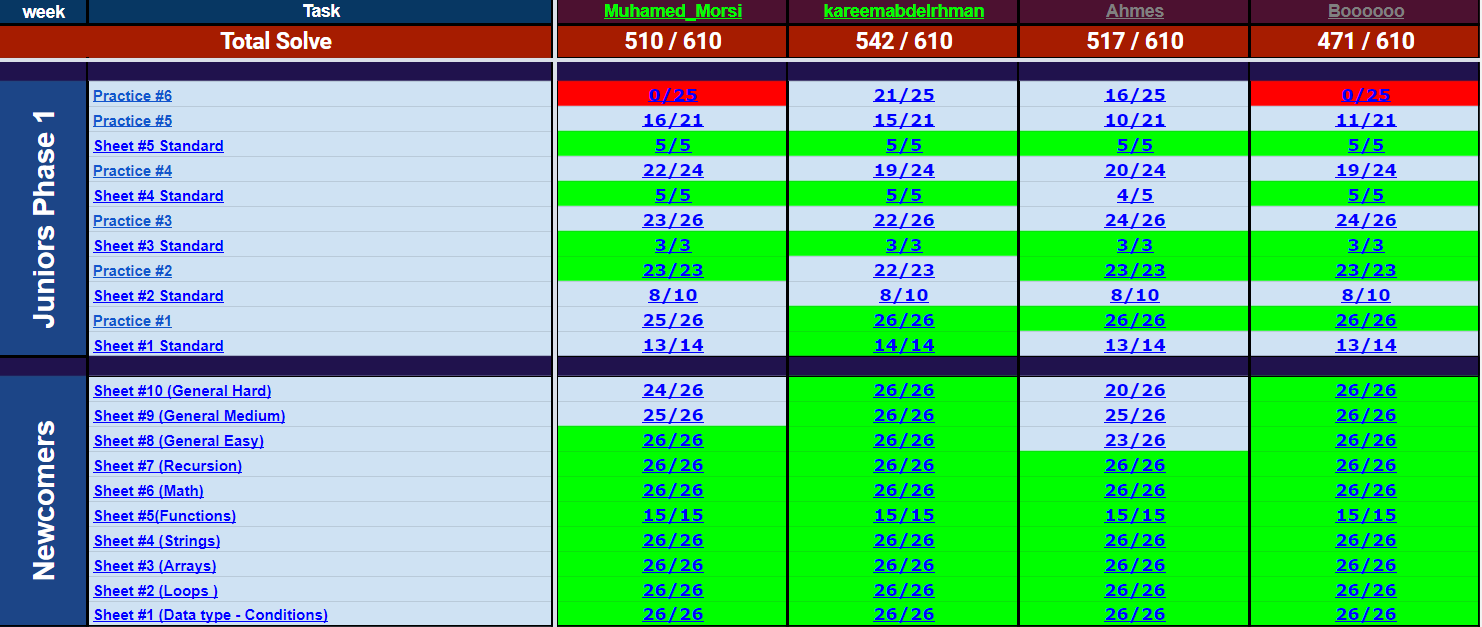 week Task Muhamed_Morsi kareemabdelrhman Ahmes Boooooo
Total Solve 510 / 610 542 / 610 517 / 610 471 / 610
Juniors Phase 1
Practice #6 0/25 21/25 16/25 0/25
Practice #5 16/21 15/21 10/21 11/21
Sheet #5 Standard 5/5 5/5 5/5 5/5
Practice #4 22/24 19/24 20/24 19/24
Sheet #4 Standard 5/5 5/5 4/5 5/5
Practice #3 23/26 22/26 24/26 24/26
Sheet #3 Standard 3/3 3/3 3/3 3/3
Practice #2 23/23 22/23 23/23 23/23
Sheet #2 Standard 8/10 8/10 8/10 8/10
Practice #1 25/26 26/26 26/26 26/26
Sheet #1 Standard 13/14 14/14 13/14 13/14
Newcomers
Sheet #10 (General Hard) 24/26 26/26 20/26 26/26
Sheet #9 (General Medium) 25/26 26/26 25/26 26/26
Sheet #8 (General Easy) 26/26 26/26 23/26 26/26
Sheet #7 (Recursion) 26/26 26/26 26/26 26/26
Sheet #6 (Math) 26/26 26/26 26/26 26/26
Sheet #5(Functions) 15/15 15/15 15/15 15/15
Sheet #4 (Strings) 26/26 26/26 26/26 26/26
Sheet #3 (Arrays) 26/26 26/26 26/26 26/26
Sheet #2 (Loops ) 26/26 26/26 26/26 26/26
Sheet #1 (Data type - Conditions) 26/26 26/26 26/26 26/26